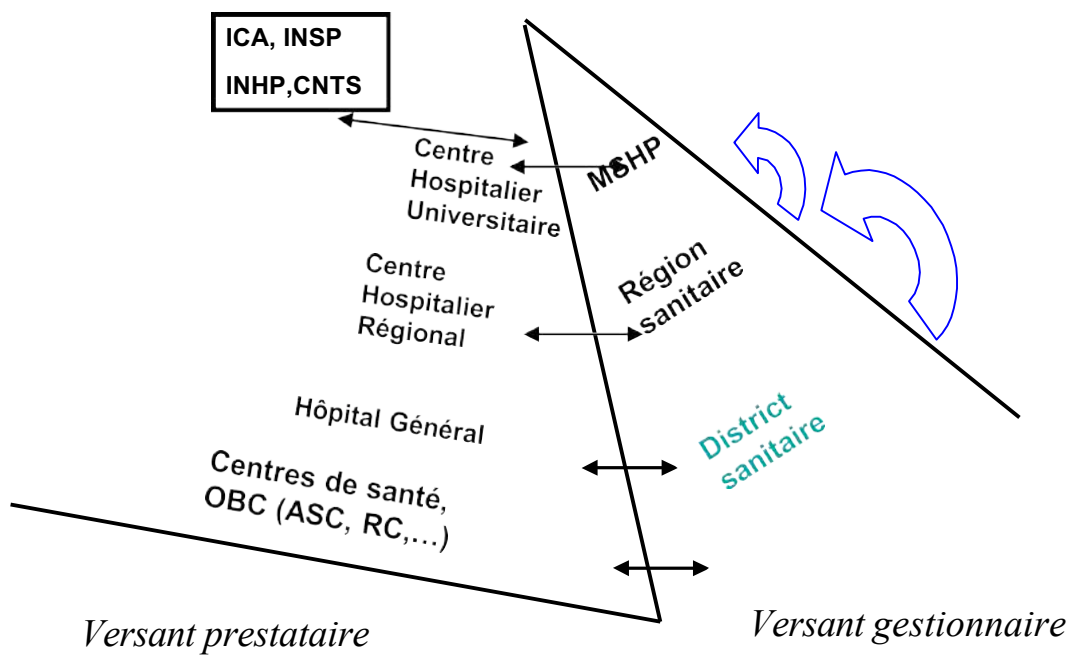 ICA, INSP
INHP,CNTS
Centre
Hospitalier
Universitaire
MSHP
Centre
Hospitalier
Régional
Région
sanitaire
Hôpital Général
District
sanitaire
Centres de santé,
OBC (ASC, RC,...)
Versant prestataire
Versant gestionnaire